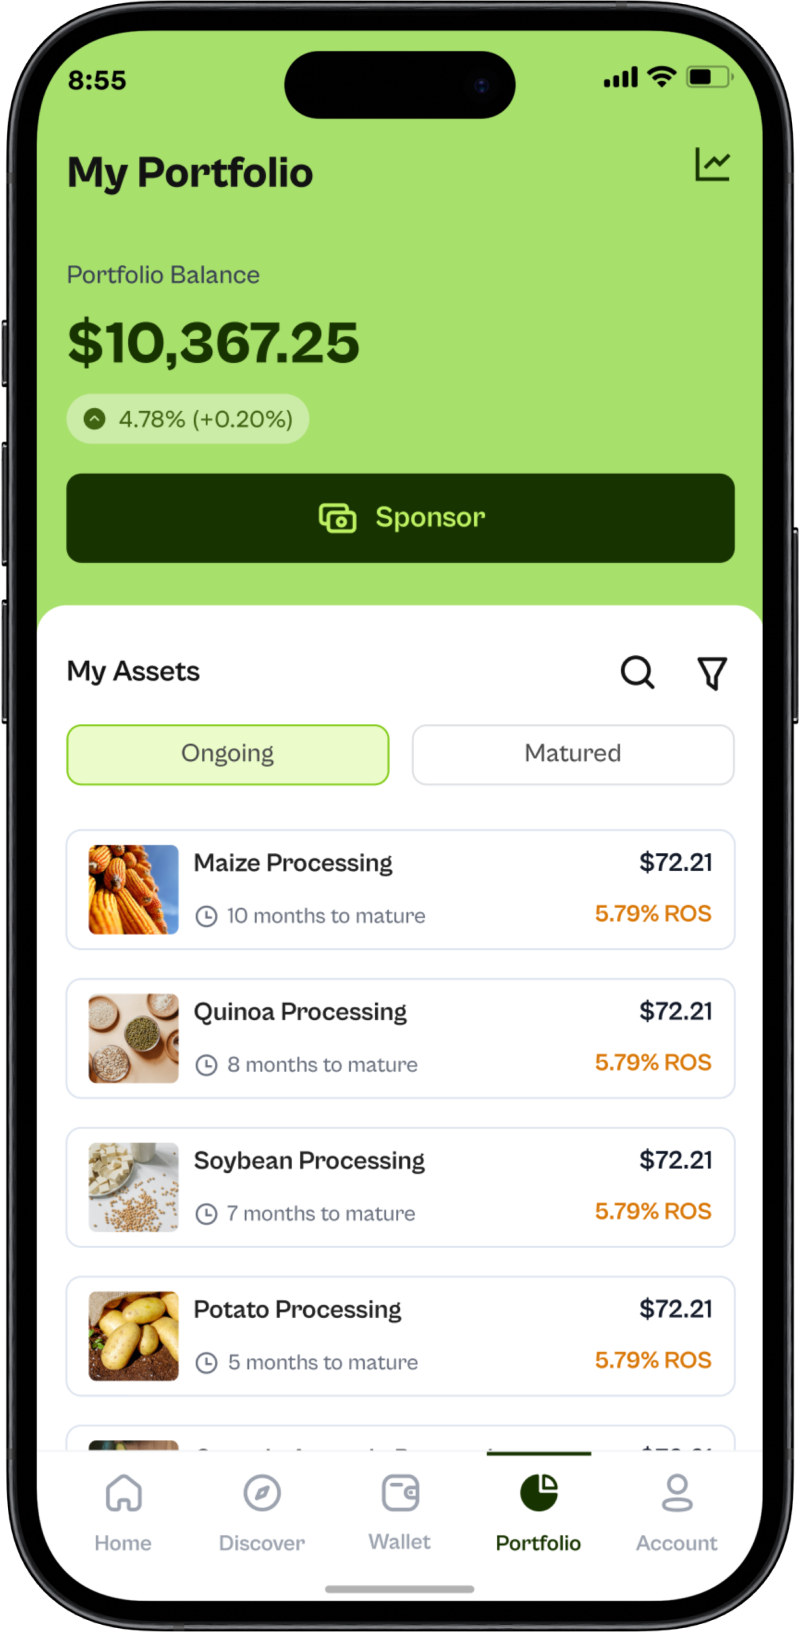 8:55
My Portfolio
Portfolio Balance
$10,367.25
4.78% (+0.20%)
Sponsor
My Assets
Ongoing Matured
Maize Processing $72.21
10 months to mature 5.79% ROS
Quinoa Processing $72.21
8 months to mature 5.79% ROS
Soybean Processing $72.21
7 months to mature 5.79% ROS
Potato Processing $72.21
5 months to mature 5.79% ROS
Home Discover Wallet Portfolio Account